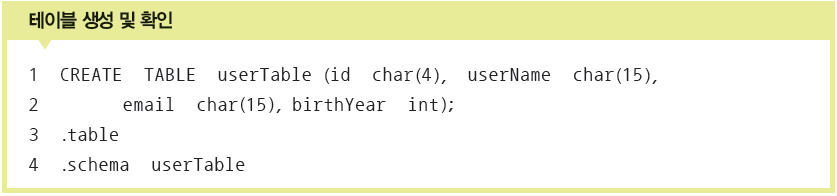 테이블 생성 및 확인
1 CREATE TABLE userTable (id char(4), userName char(15),
2 email char(15), birthYear int);
3 .table
4 .schema userTable